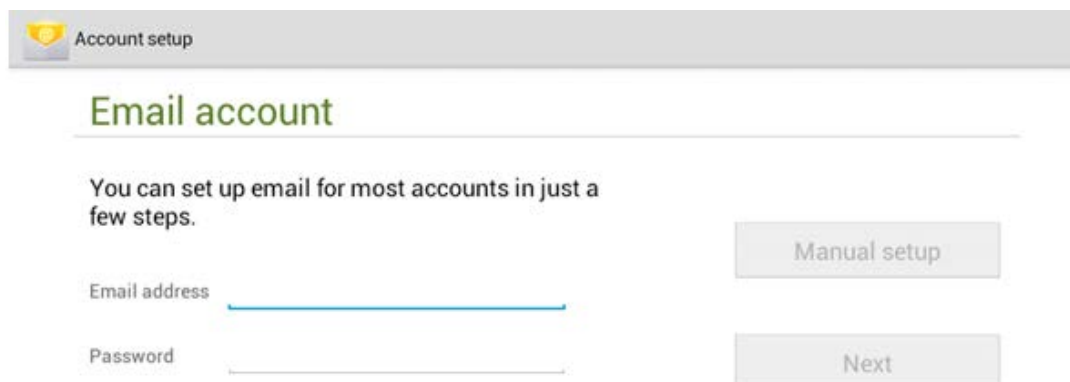 Account setup
Email account
You can set up email for most accounts in just a
few steps.
Manual setup
Email address
Password
Next